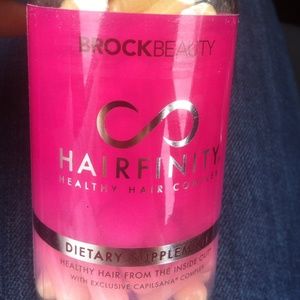 BROCKBEAUTY
HAIRFINITY
HEALTHY HAIR COMPLEX
DIETARY SUPPLEMENT
HEALTHY HAIR FROM THE INSIDE OUT
WITH EXCLUSIVE CAPILSANA® COMPLEX